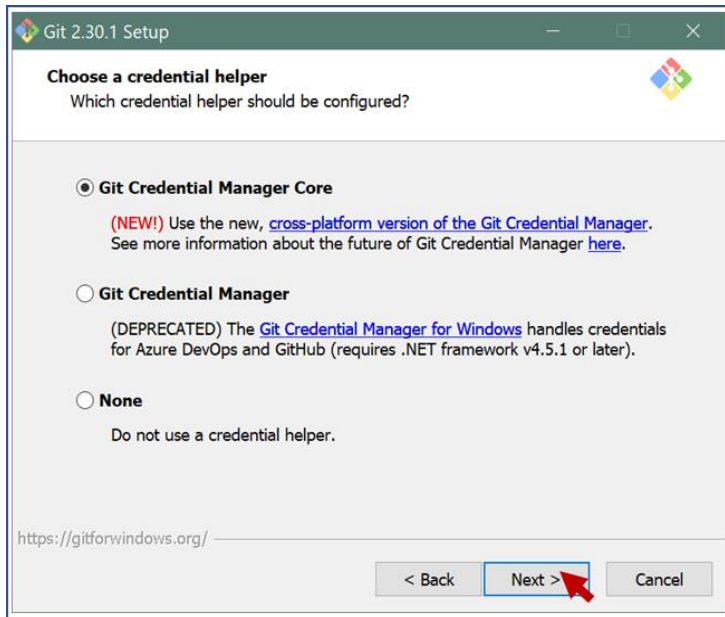 Git 2.30.1 Setup
Choose a credential helper
Which credential helper should be configured?
Git Credential Manager Core
(NEW!) Use the new, cross-platform version of the Git Credential Manager.
See more information about the future of Git Credential Manager here.
Git Credential Manager
(DEPRECATED) The Git Credential Manager for Windows handles credentials
for Azure DevOps and GitHub (requires .NET framework v4.5.1 or later).
None
Do not use a credential helper.
https://gitforwindows.org/
< Back Next > Cancel